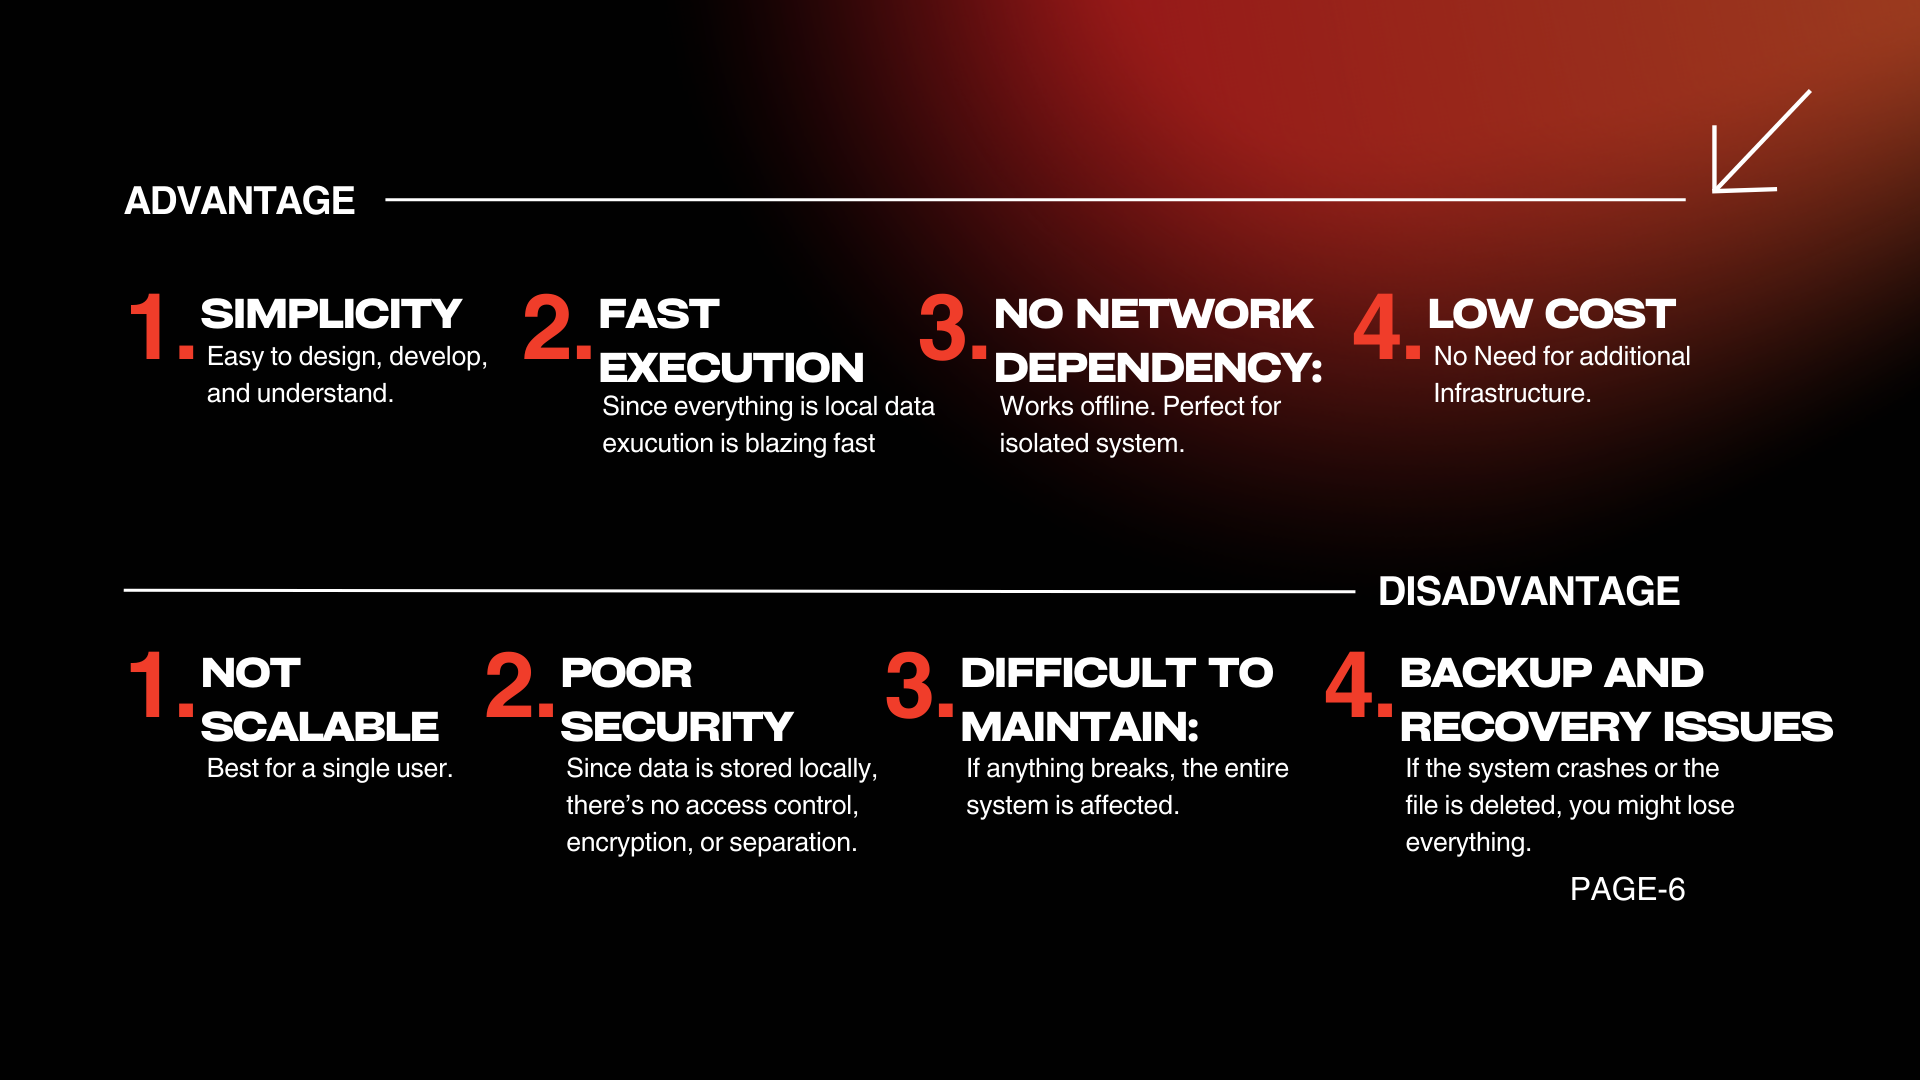 ADVANTAGE
1. SIMPLICITY
Easy to design, develop,
and understand.
2. FAST
EXECUTION
Since everything is local data
exucution is blazing fast
3. NO NETWORK
DEPENDENCY:
Works offline. Perfect for
isolated system.
4. LOW COST
No Need for additional
Infrastructure.
DISADVANTAGE
1. NOT
SCALABLE
Best for a single user.
2. POOR
SECURITY
Since data is stored locally,
there’s no access control,
encryption, or separation.
3. DIFFICULT TO
MAINTAIN:
If anything breaks, the entire
system is affected.
4. BACKUP AND
RECOVERY ISSUES
If the system crashes or the
file is deleted, you might lose
everything.
PAGE-6